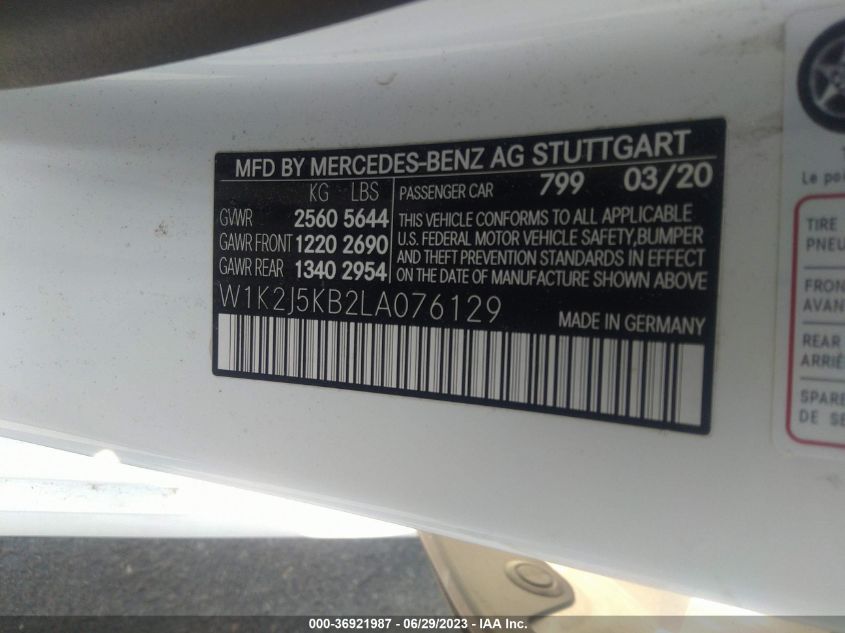 MFD BY MERCEDES-BENZ AG STUTTGART
KG LBS
GVWR 2560 5644
GAWR FRONT 1220 2690
GAWR REAR 1340 2954
PASSENGER CAR 799 03/20
THIS VEHICLE CONFORMS TO ALL APPLICABLE
U.S. FEDERAL MOTOR VEHICLE SAFETY,BUMPER
AND THEFT PREVENTION STANDARDS IN EFFECT
ON THE DATE OF MANUFACTURE SHOWN ABOVE
W1K2J5KB2LA076129
MADE IN GERMANY
Le
TIRE
PNEU
FRON
AVAN
REAR
ARRIÈ
SPARE
DE
000-36921987 - 06/29/2023 - IAA Inc.